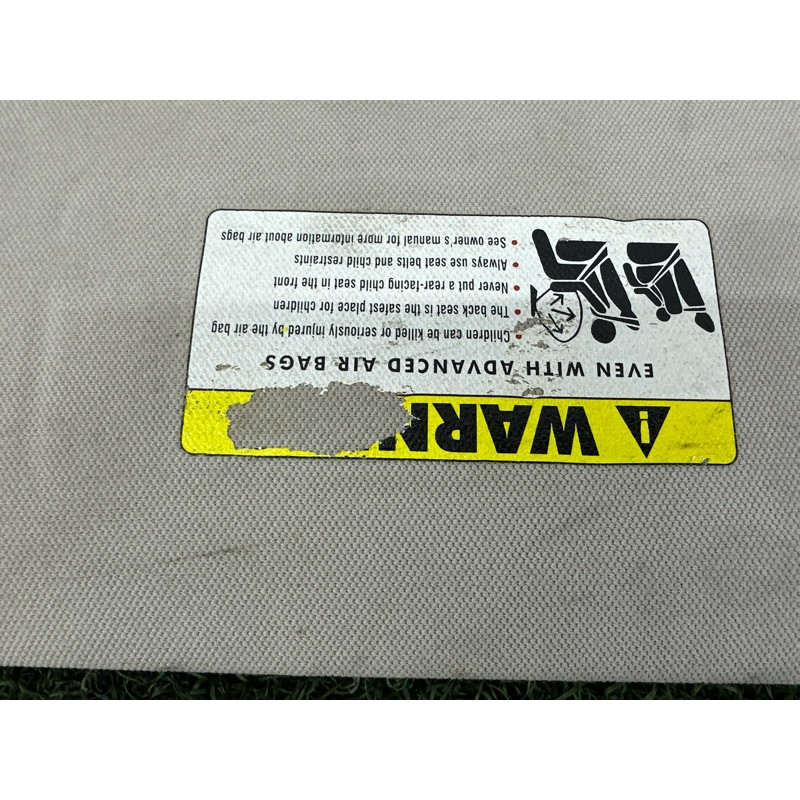 WARN
EVEN WITH ADVANCED AIR BAGS
• Children can be killed or seriously injured by the air bag
• The back seat is the safest place for children
• Never put a rear-facing child seat in the front
• Always use seat belts and child restraints
• See owner's manual for more information about air bags